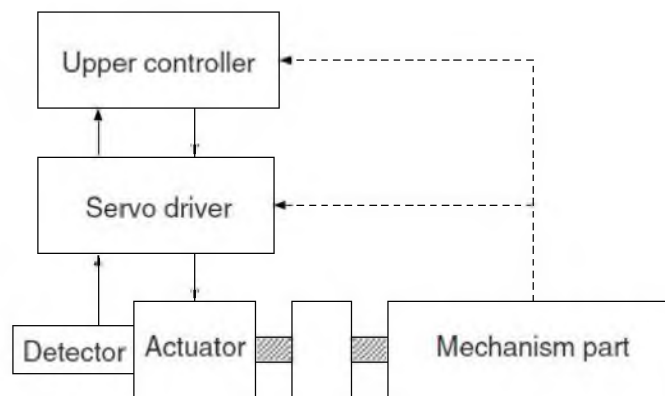 Upper controller
Servo driver
Detector
Actuator
Mechanism part